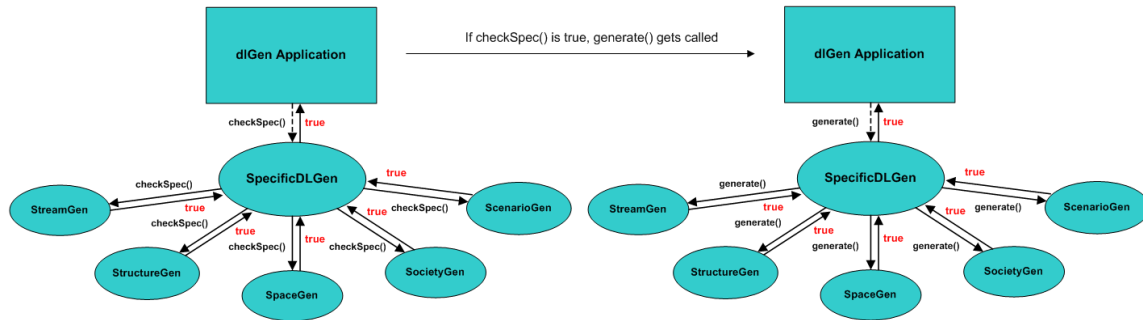 dlGen Application
If checkSpec() is true, generate() gets called
dlGen Application
checkSpec()
true
SpecificDLGen
checkSpec()
true
StreamGen
checkSpec()
true
StructureGen
checkSpec()
true
SpaceGen
true
checkSpec()
SocietyGen
true
checkSpec()
ScenarioGen
generate()
true
SpecificDLGen
generate()
true
StreamGen
generate()
true
StructureGen
generate()
true
SpaceGen
true
generate()
SocietyGen
true
generate()
ScenarioGen